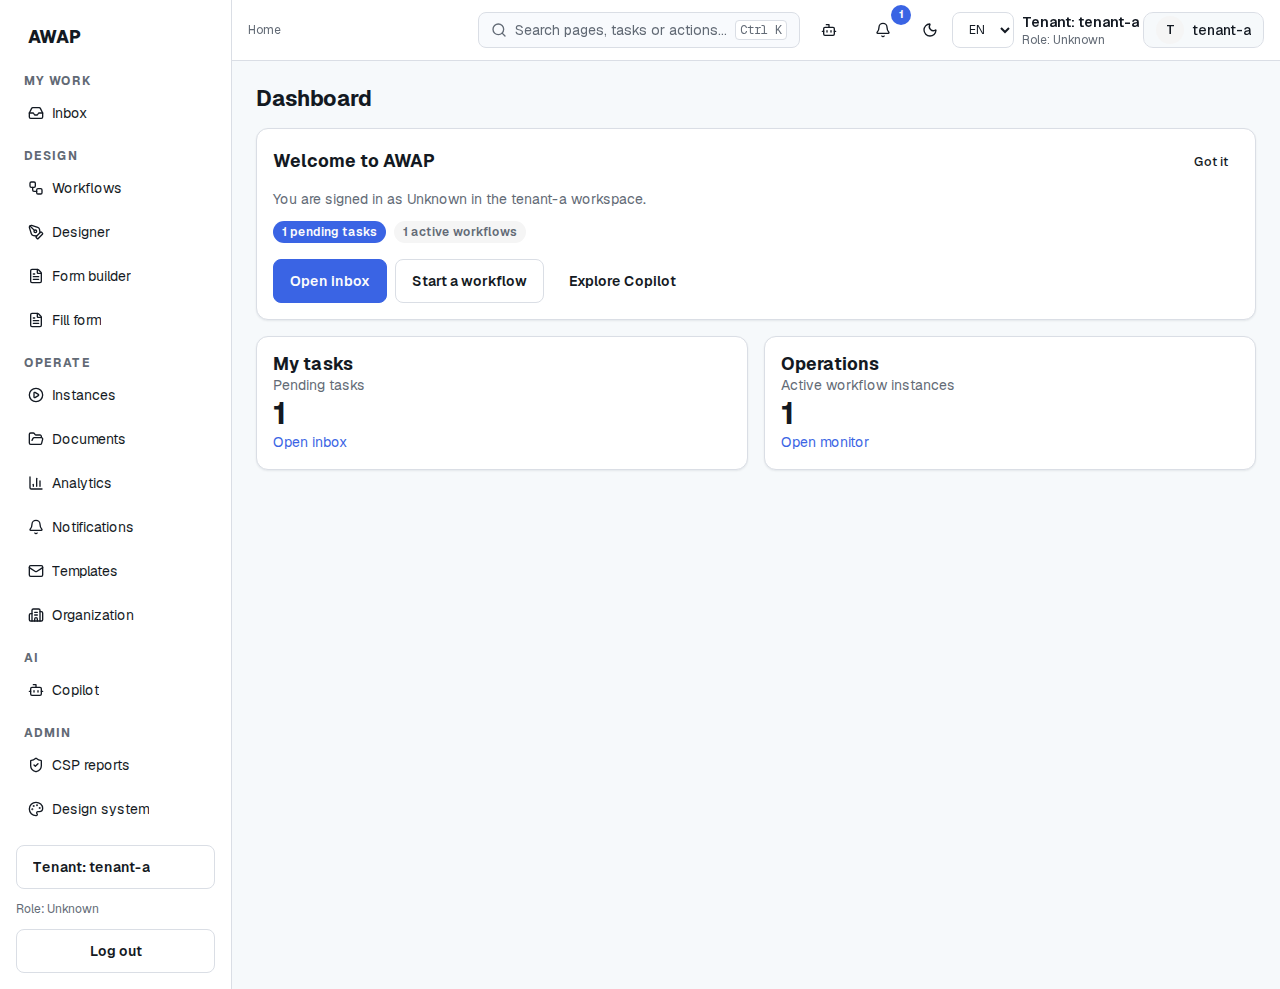 AWAP
MY WORK
Inbox
DESIGN
Workflows
Designer
Form builder
Fill form
OPERATE
Instances
Documents
Analytics
Notifications
Templates
Organization
AI
Copilot
ADMIN
CSP reports
Design system
Tenant: tenant-a
Role: Unknown
Log out
Home
Search pages, tasks or actions... Ctrl K
1
EN
Tenant: tenant-a
Role: Unknown
T tenant-a
Dashboard
Welcome to AWAP
Got it
You are signed in as Unknown in the tenant-a workspace.
1 pending tasks 1 active workflows
Open Inbox Start a workflow Explore Copilot
My tasks
Pending tasks
1
Open inbox
Operations
Active workflow instances
1
Open monitor